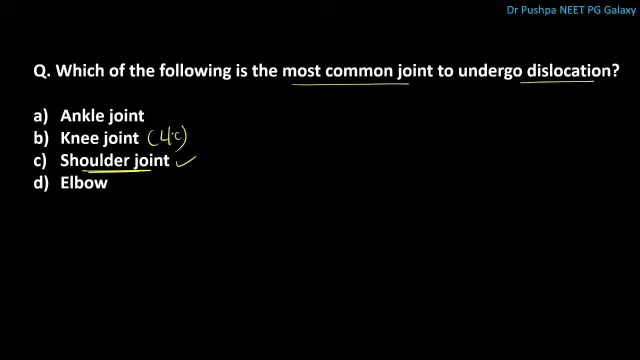 Dr Pushpa NEET PG Galaxy
Q. Which of the following is the most common joint to undergo dislocation?
a) Ankle joint
b) Knee joint
c) Shoulder joint ✓
d) Elbow